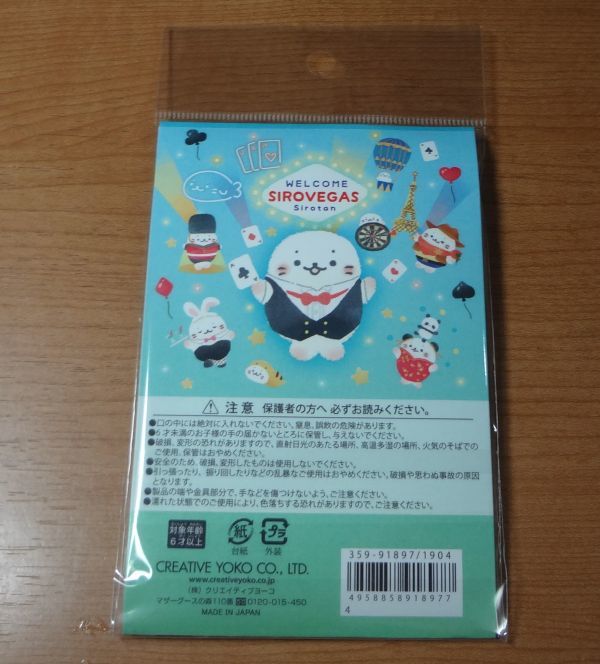 WELCOME
SIROVEGAS
Sirotan
注意 保護者の方へ 必ずお読みください。
●口の中には絶対に入れないでください。窒息、誤飲の危険があります。
●6才未満のお子様の手の届かないところに保管し、与えないでください。
●破損、変形の恐れがありますので、直射日光のあたる場所、高温多湿の場所、火気のそばでの
ご使用、保管はおやめください。
●安全のため、破損、変形したものは使用しないでください。
●引っ張ったり、振り回したりなどの乱暴なご使用はおやめください。破損や思わぬ事故の原因
となります。
●製品の端や金具部分で、手などを傷つけないよう、ご注意ください。
●濡れた状態でのご使用により、色落ちする恐れがありますので、ご注意ください。
対象年齢
6才以上
紙
台紙
プラ
外装
CREATIVE YOKO CO., LTD.
www.creativeyoko.co.jp
(株)クリエイティブヨーコ
マザーグースの森110番 0120-015-450
MADE IN JAPAN
359-91897/1904
4958858918977
4